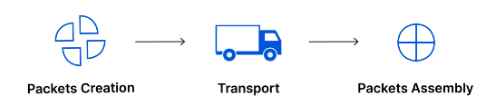 Packets Creation
Transport
Packets Assembly